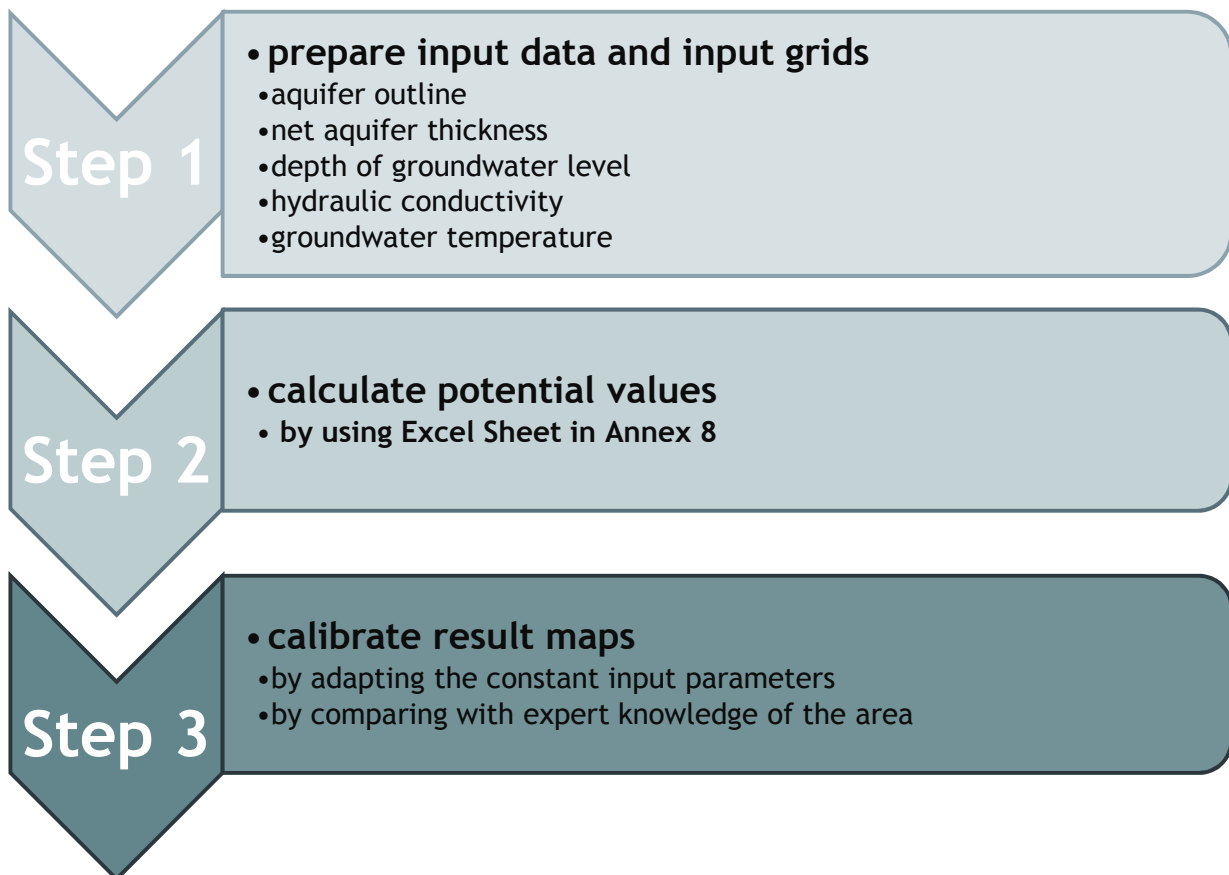 Step 1
• prepare input data and input grids
•aquifer outline
•net aquifer thickness
•depth of groundwater level
•hydraulic conductivity
•groundwater temperature
Step 2
• calculate potential values
• by using Excel Sheet in Annex 8
Step 3
• calibrate result maps
•by adapting the constant input parameters
•by comparing with expert knowledge of the area